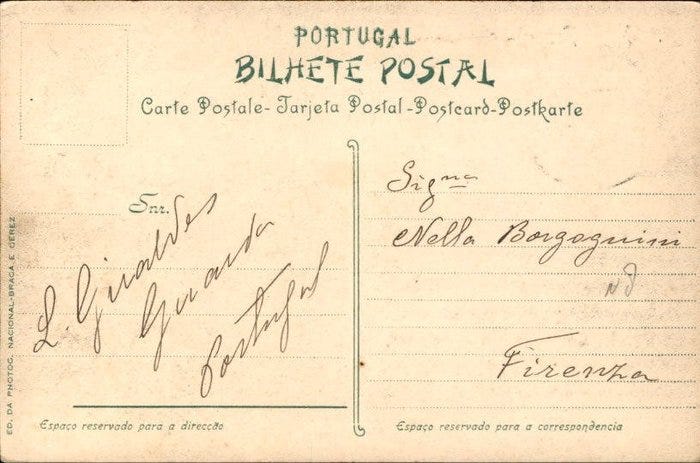 PORTUGAL
BILHETE POSTAL
Carte Postale-Tarjeta Postal-Postcard-Postkarte
Snr.
L. Giraldes
Guarda
Portugal
Espaço reservado para a direcção
ED. DA PHOTOG. NACIONAL-BRAGA E GEREZ
Signa
Nella Borgognini
Firenza
Espaço reservado para a correspondencia